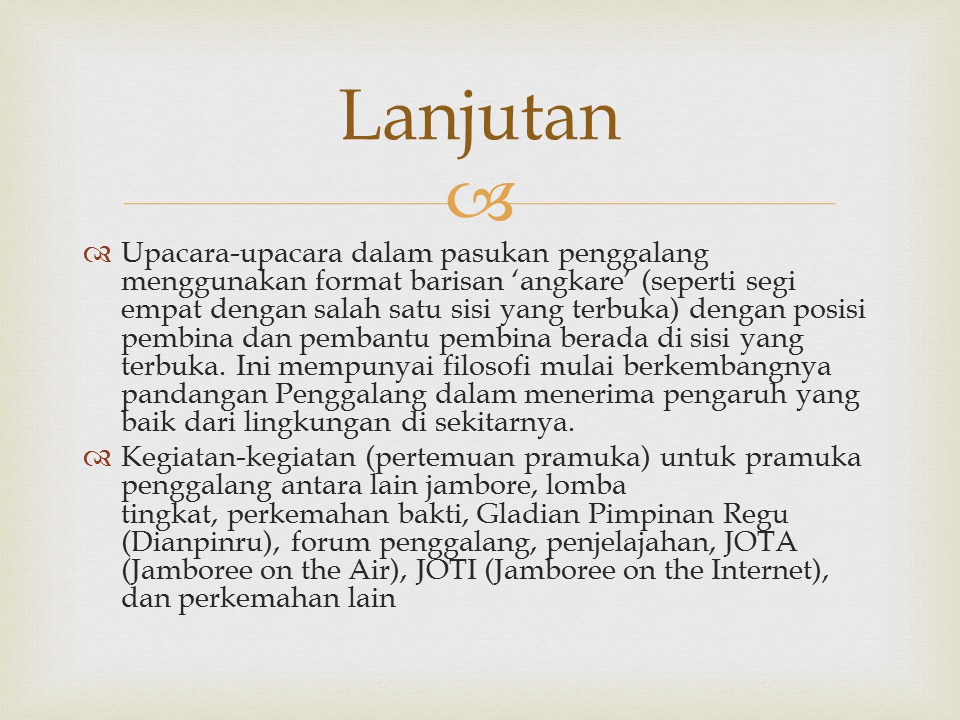 Lanjutan
Upacara-upacara dalam pasukan penggalang
menggunakan format barisan ‘angkare’ (seperti segi
empat dengan salah satu sisi yang terbuka) dengan posisi
pembina dan pembantu pembina berada di sisi yang
terbuka. Ini mempunyai filosofi mulai berkembangnya
pandangan Penggalang dalam menerima pengaruh yang
baik dari lingkungan di sekitarnya.
Kegiatan-kegiatan (pertemuan pramuka) untuk pramuka
penggalang antara lain jambore, lomba
tingkat, perkemahan bakti, Gladian Pimpinan Regu
(Dianpinru), forum penggalang, penjelajahan, JOTA
(Jamboree on the Air), JOTI (Jamboree on the Internet),
dan perkemahan lain